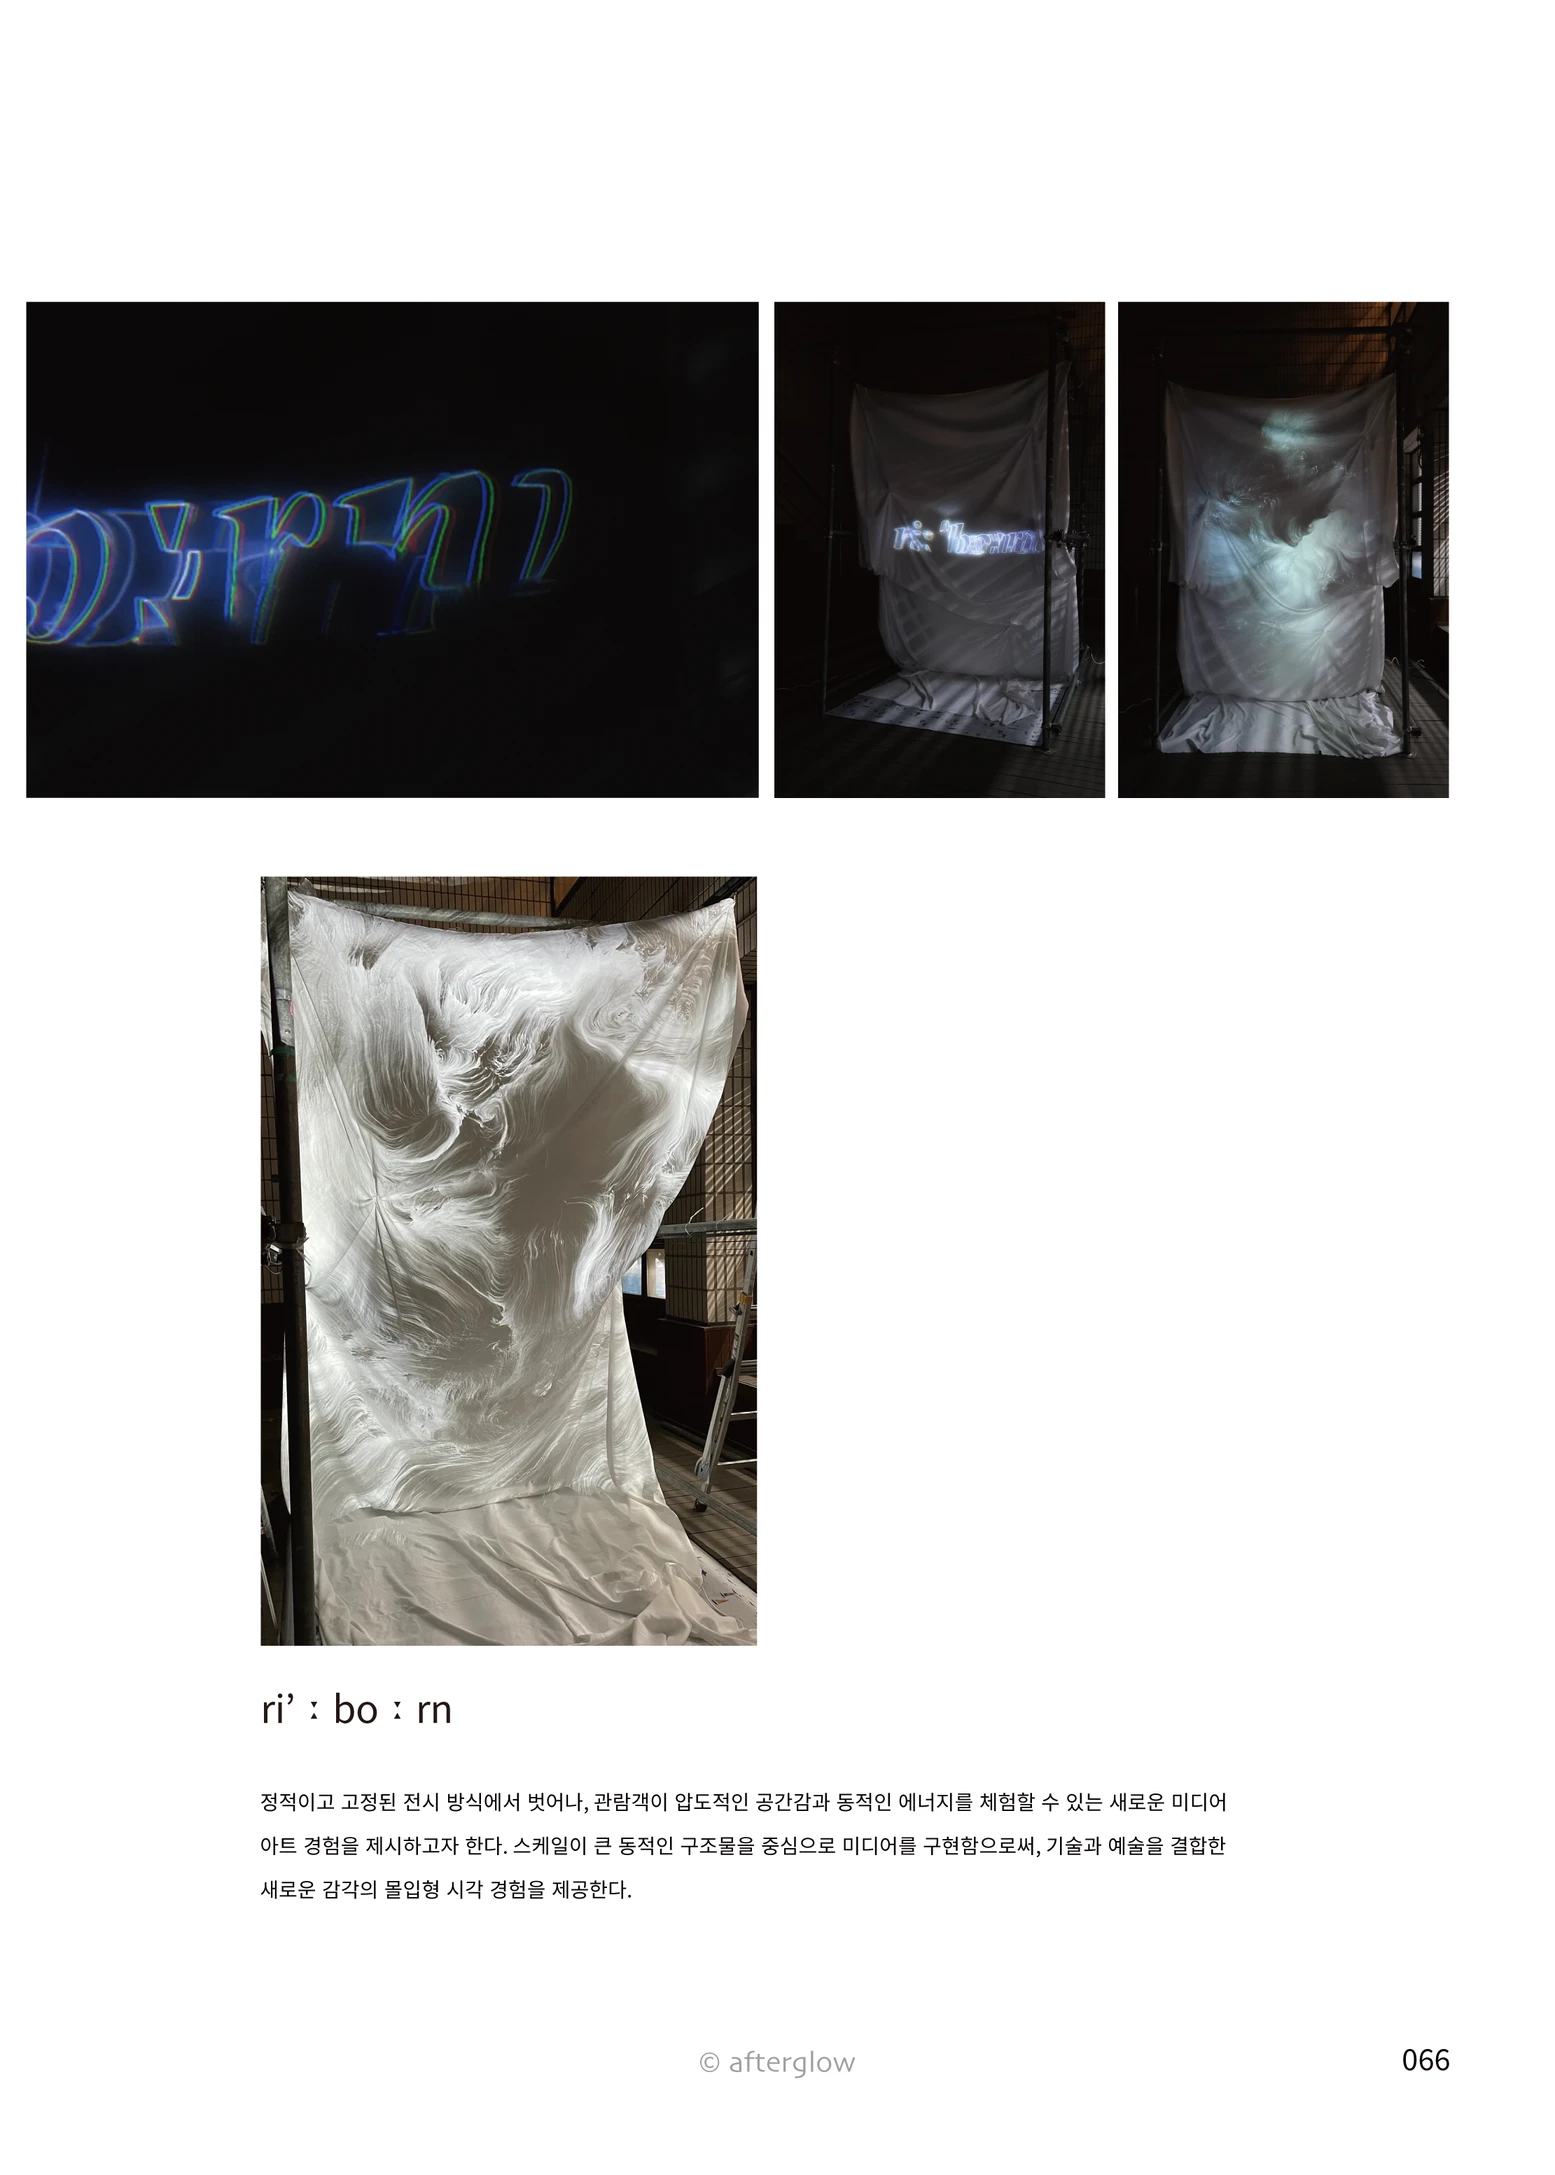 ri’ ː bo ː rn
정적이고 고정된 전시 방식에서 벗어나, 관람객이 압도적인 공간감과 동적인 에너지를 체험할 수 있는 새로운 미디어
아트 경험을 제시하고자 한다. 스케일이 큰 동적인 구조물을 중심으로 미디어를 구현함으로써, 기술과 예술을 결합한
새로운 감각의 몰입형 시각 경험을 제공한다.
© afterglow
066